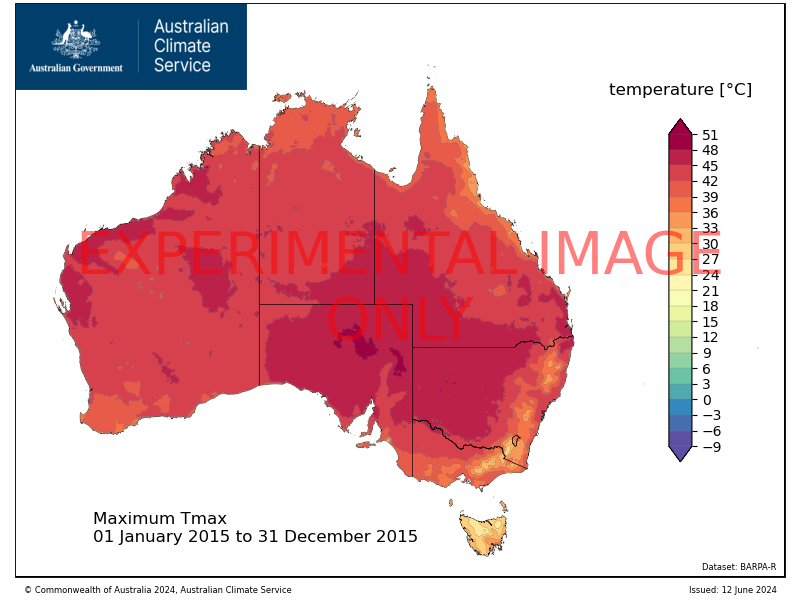 Australian Government
Australian
Climate
Service
temperature [°C]
51
48
45
42
39
36
33
30
27
24
21
18
15
12
9
6
3
0
−3
−6
−9
EXPERIMENTAL IMAGE
ONLY
Maximum Tmax
01 January 2015 to 31 December 2015
Dataset: BARPA-R
© Commonwealth of Australia 2024, Australian Climate Service
Issued: 12 June 2024